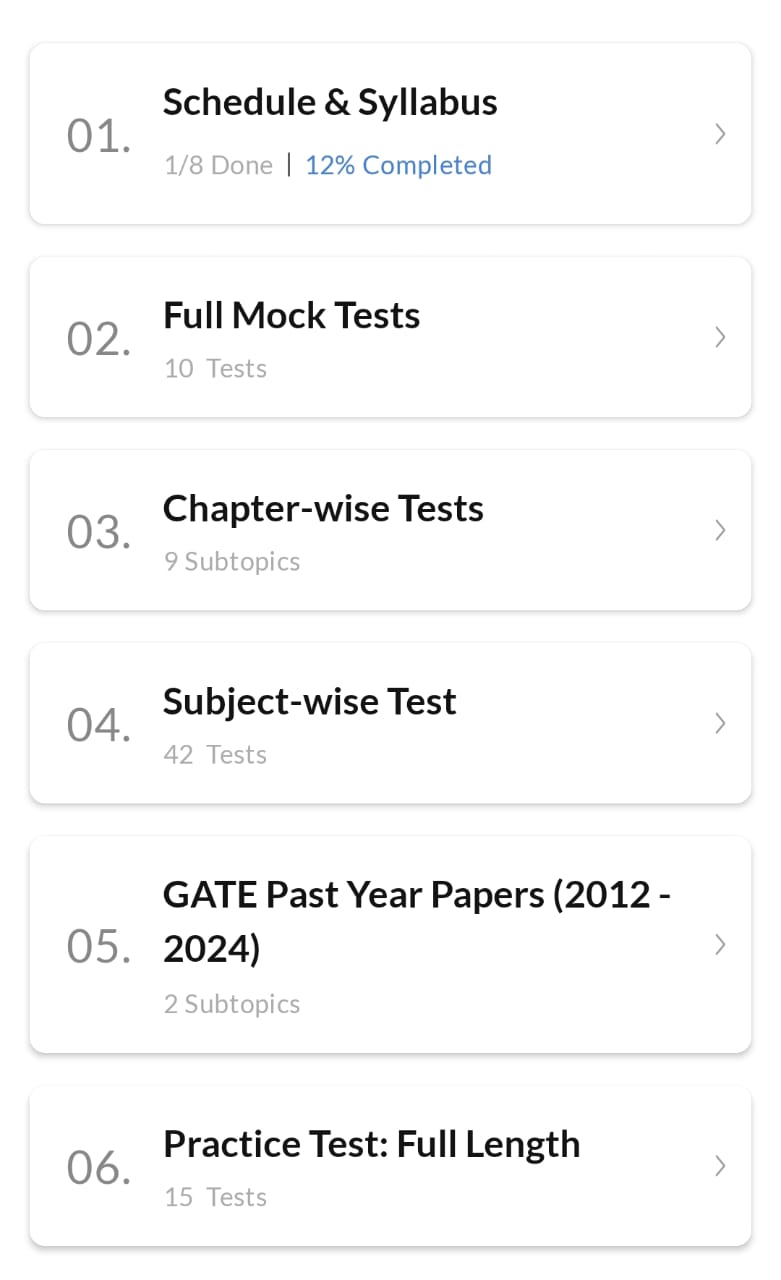 01.
Schedule & Syllabus
1/8 Done | 12% Completed
02.
Full Mock Tests
10 Tests
03.
Chapter-wise Tests
9 Subtopics
04.
Subject-wise Test
42 Tests
05.
GATE Past Year Papers (2012 -
2024)
2 Subtopics
06.
Practice Test: Full Length
15 Tests